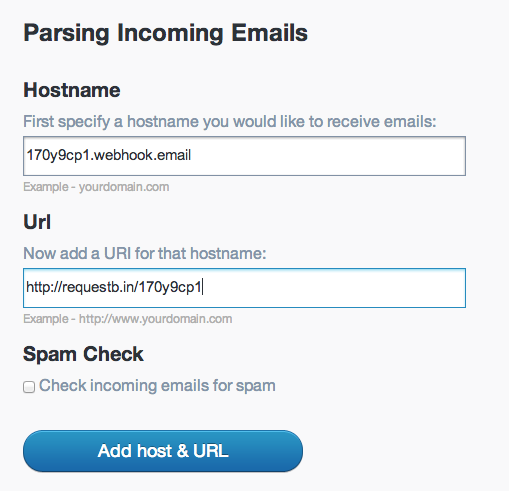 Parsing Incoming Emails
Hostname
First specify a hostname you would like to receive emails:
170y9cp1.webhook.email
Example - yourdomain.com
Url
Now add a URI for that hostname:
http://requestb.in/170y9cp1
Example - http://www.yourdomain.com
Spam Check
Check incoming emails for spam
Add host & URL